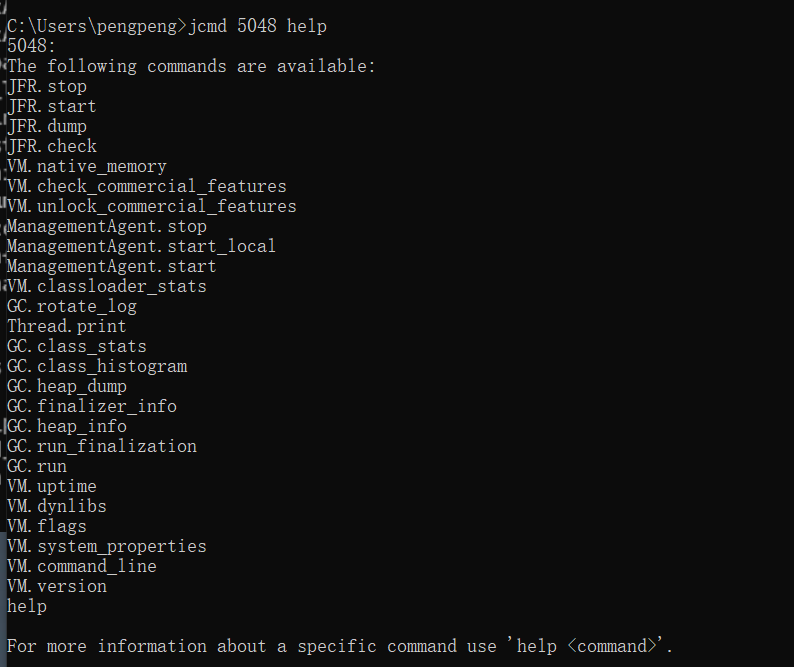 C:\Users\pengpeng>jcmd 5048 help
5048:
The following commands are available:
JFR.stop
JFR.start
JFR.dump
JFR.check
VM.native_memory
VM.check_commercial_features
VM.unlock_commercial_features
ManagementAgent.stop
ManagementAgent.start_local
ManagementAgent.start
VM.classloader_stats
GC.rotate_log
Thread.print
GC.class_stats
GC.class_histogram
GC.heap_dump
GC.finalizer_info
GC.heap_info
GC.run_finalization
GC.run
VM.uptime
VM.dynlibs
VM.flags
VM.system_properties
VM.command_line
VM.version
help
For more information about a specific command use 'help <command>'.